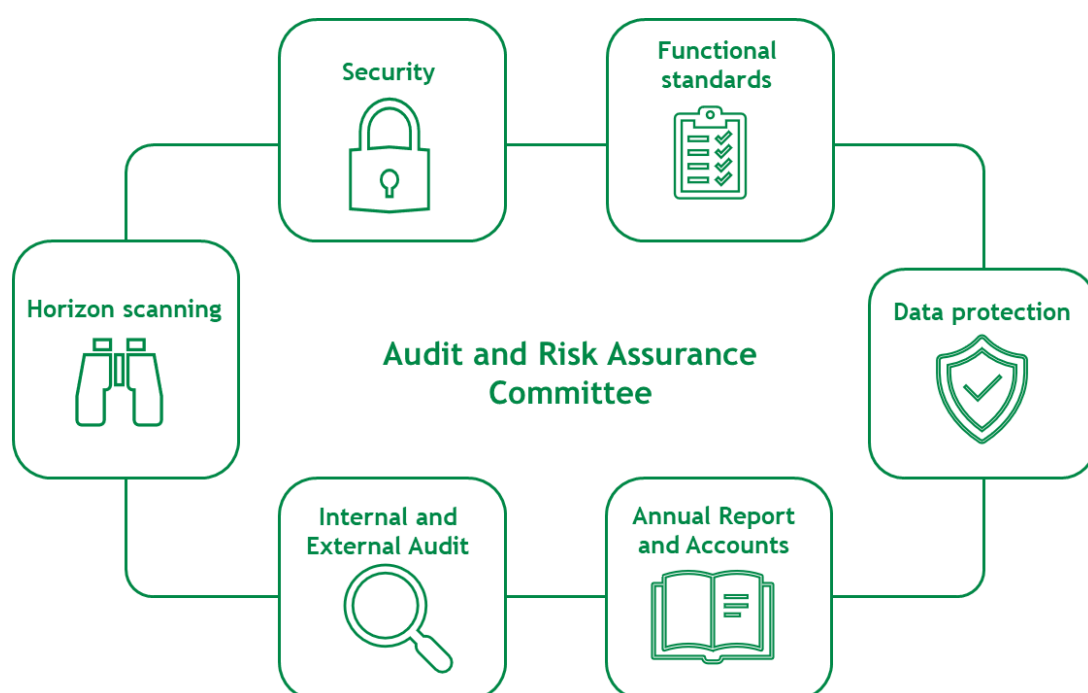 Security
Functional
standards
Horizon scanning
Data protection
Audit and Risk Assurance
Committee
Internal and
External Audit
Annual Report
and Accounts